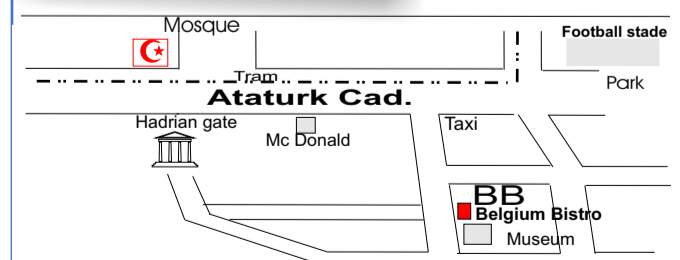 Mosque
Football stade
Tram
Park
Ataturk Cad.
Hadrian gate
Mc Donald
Taxi
BB
Belgium Bistro
Museum